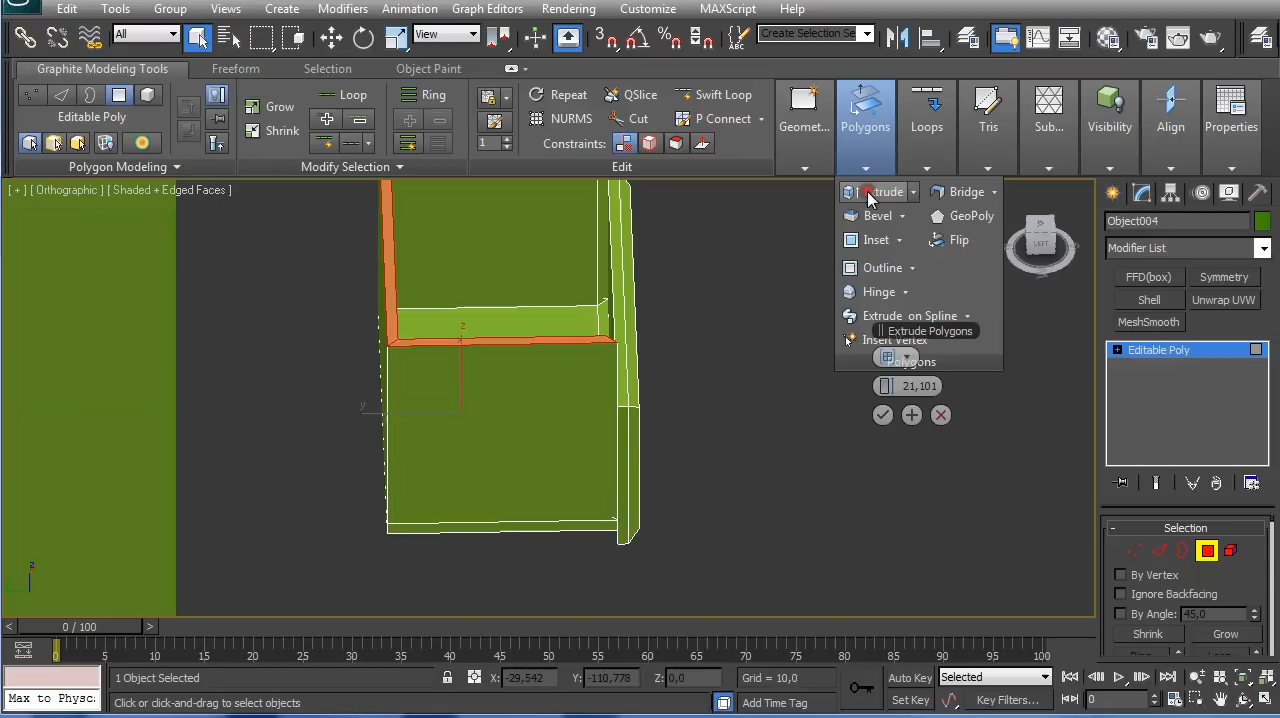 Edit Tools Group Views Create Modifiers Animation Graph Editors Rendering Customize MAXScript Help
All View Create Selection Se
Graphite Modeling Tools Freeform Selection Object Paint
Editable Poly
Polygon Modeling
Grow
Shrink
Loop Ring
Modify Selection
Repeat QSlice Swift Loop
NURMS Cut P Connect
1 Constraints:
Edit
Geomet... Polygons Loops Tris Sub... Visibility Align Properties
[ + ] [ Orthographic ] [ Shaded + Edged Faces ]
Bridge
Bevel GeoPoly
Inset Flip
Outline
Hinge
Extrude on Spline
Extrude Polygons
Insert Vertex
21,101
z
y
LEFT
Object004
Modifier List
FFD(box) Symmetry
Shell Unwrap UVW
MeshSmooth
Editable Poly
Selection
By Vertex
Ignore Backfacing
By Angle: 45,0
Shrink Grow
0 / 100
0 5 10 15 20 25 30 35 40 45 50 55 60 65 70 75 80 85 90 95 100
1 Object Selected X: -29,542 Y: -110,778 Z: 0,0 Grid = 10,0 Auto Key Selected
Max to Physc: Click or click-and-drag to select objects Add Time Tag Set Key Key Filters... 0